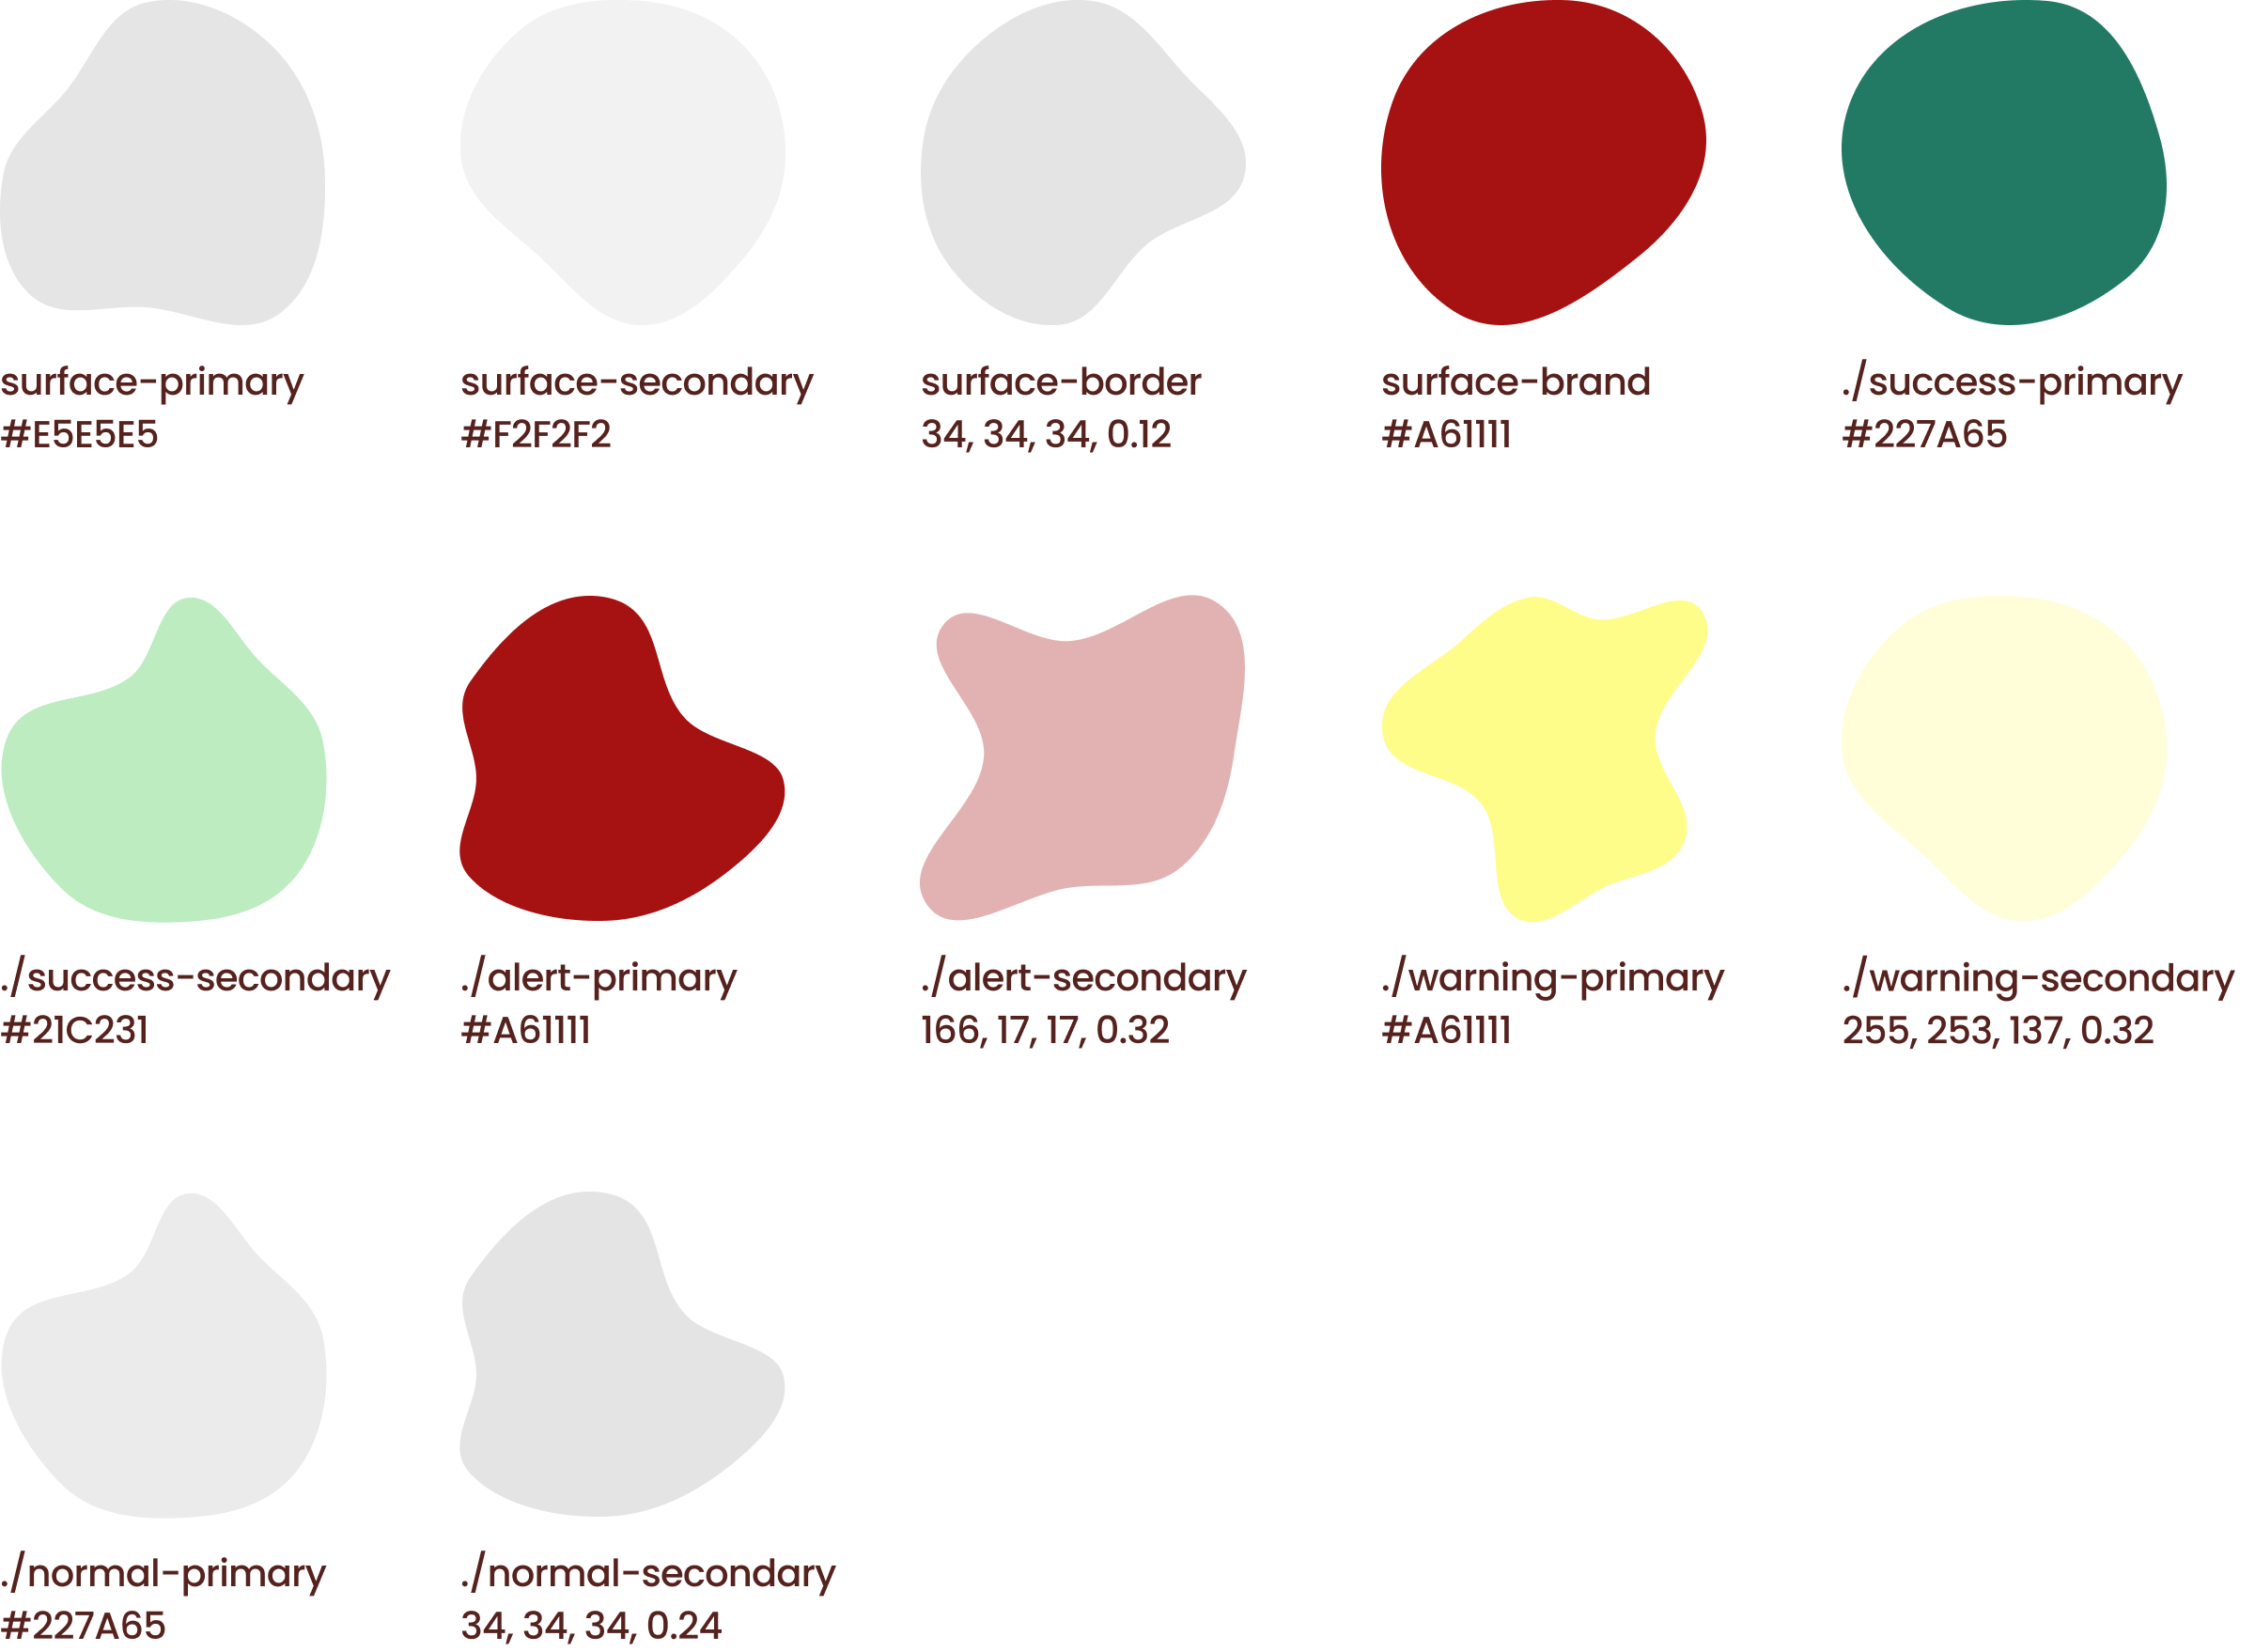 surface-primary
#E5E5E5
surface-secondary
#F2F2F2
surface-border
34, 34, 34, 0.12
surface-brand
#A61111
./success-primary
#227A65
./success-secondary
#21C231
./alert-primary
#A61111
./alert-secondary
166, 17, 17, 0.32
./warning-primary
#A61111
./warning-secondary
255, 253, 137, 0.32
./normal-primary
#227A65
./normal-secondary
34, 34, 34, 0.24